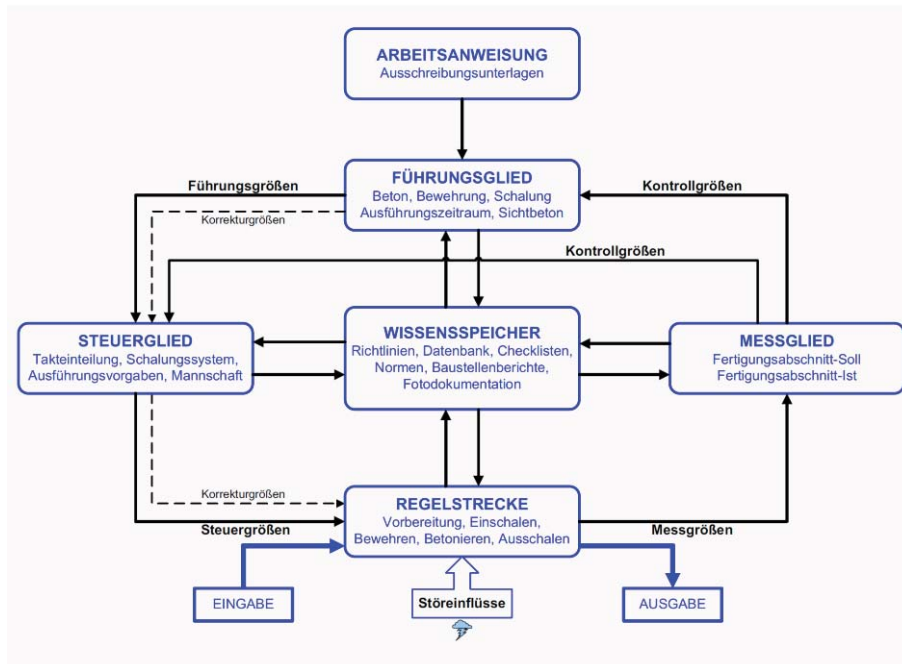 ARBEITSANWEISUNG
Ausschreibungsunterlagen
FÜHRUNGSGLIED
Beton, Bewehrung, Schalung
Ausführungszeitraum, Sichtbeton
Führungsgrößen
Korrekturgrößen
Kontrollgrößen
Kontrollgrößen
STEUERGLIED
Takteinteilung, Schalungssystem,
Ausführungsvorgaben, Mannschaft
WISSENSSPEICHER
Richtlinien, Datenbank, Checklisten,
Normen, Baustellenberichte,
Fotodokumentation
MESSGLIED
Fertigungsabschnitt-Soll
Fertigungsabschnitt-Ist
Korrekturgrößen
Steuergrößen
REGELSTRECKE
Vorbereitung, Einschalen,
Bewehren, Betonieren, Ausschalen
Messgrößen
EINGABE
Störeinflüsse
AUSGABE